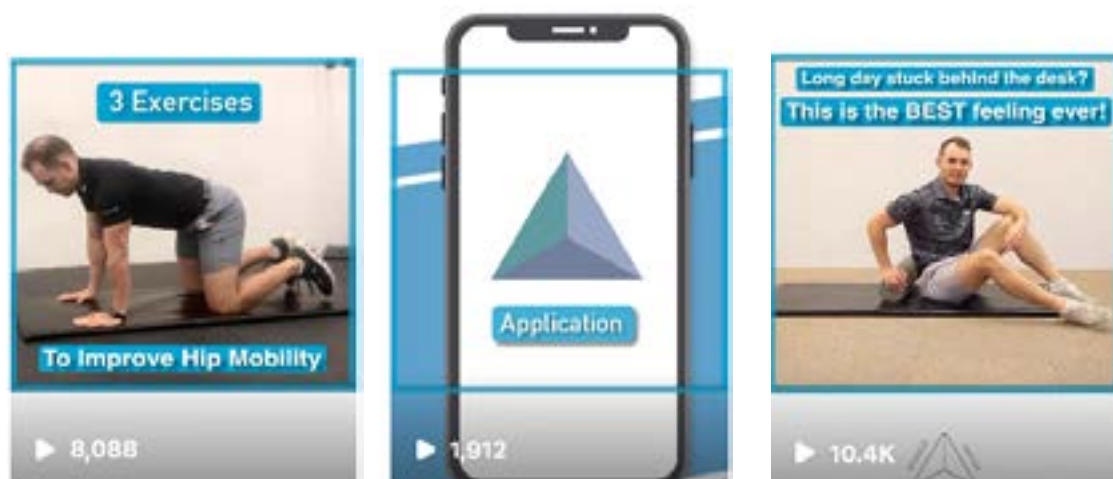 3 Exercises
To Improve Hip Mobility
8,088
Application
1,912
Long day stuck behind the desk?
This is the BEST feeling ever!
10.4K